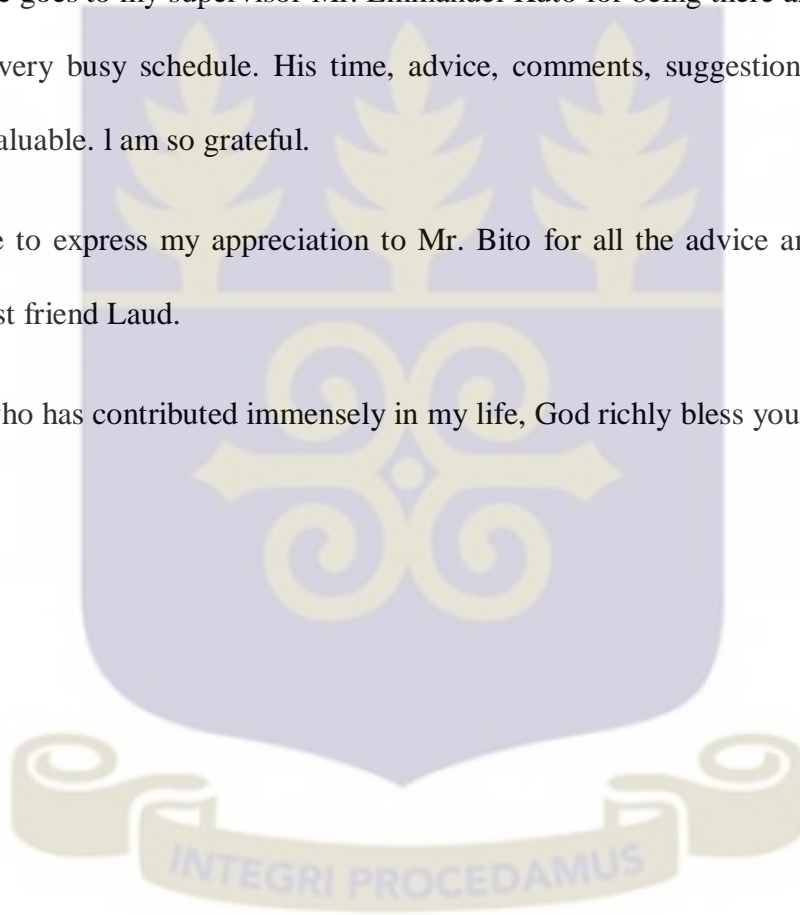 goes to my supervisor Mr. Emmanuel for being there
very busy schedule. His time, advice, comments, suggestion
aluable. l am so grateful.
e to express my appreciation to Mr. Bito for all the advice ar
st friend Laud.
who has contributed immensely in my life, God richly bless you
INTEGRI PROCEDAMUS